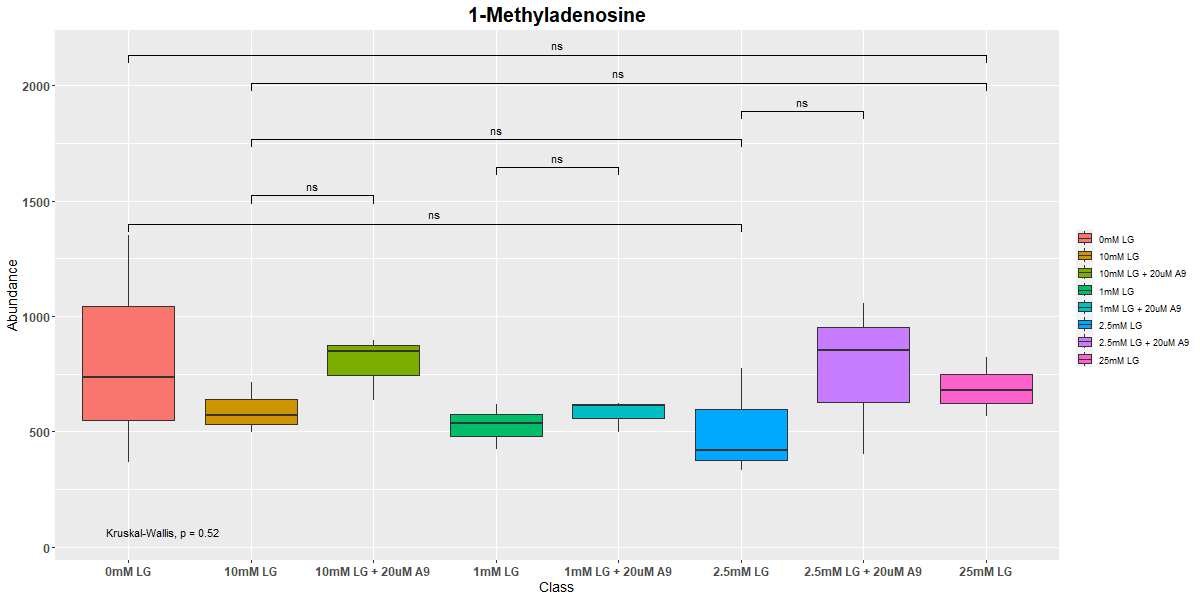 1-Methyladenosine
ns
ns
ns
ns
ns
ns
ns
2000
1500
1000
500
0
Abundance
Kruskal-Wallis, p = 0.52
0mM LG
10mM LG
10mM LG + 20uM A9
1mM LG
1mM LG + 20uM A9
2.5mM LG
2.5mM LG + 20uM A9
25mM LG
Class
0mM LG
10mM LG
10mM LG + 20uM A9
1mM LG
1mM LG + 20uM A9
2.5mM LG
2.5mM LG + 20uM A9
25mM LG